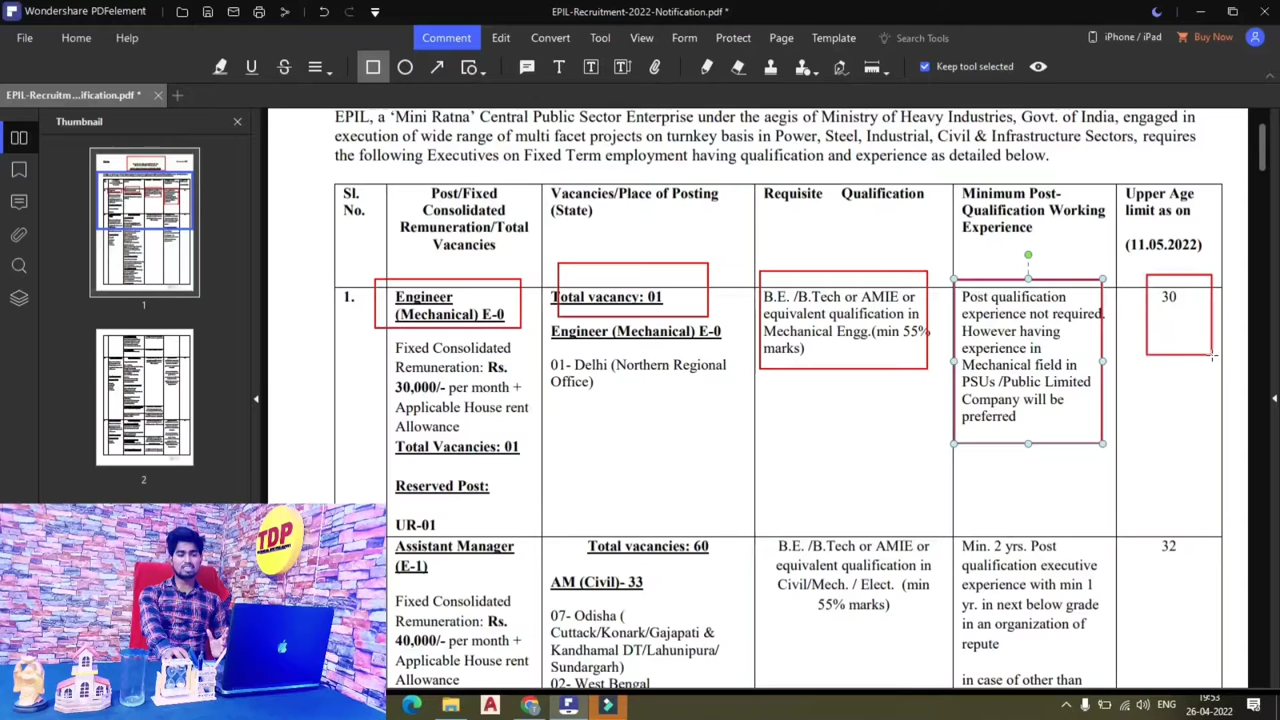 Wondershare PDFelement
EPIL-Recruitment-2022-Notification.pdf *
File Home Help Comment Edit Convert Tool View Form Protect Page Template Search Tools iPhone / iPad Buy Now
Keep tool selected
EPIL-Recruitm...ification.pdf *
Thumbnail
1
2
EPIL, a ‘Mini Ratna’ Central Public Sector Enterprise under the aegis of Ministry of Heavy Industries, Govt. of India, engaged in
execution of wide range of multi facet projects on turnkey basis in Power, Steel, Industrial, Civil & Infrastructure Sectors, requires
the following Executives on Fixed Term employment having qualification and experience as detailed below.
Sl.
No.
Post/Fixed
Consolidated
Remuneration/Total
Vacancies
Vacancies/Place of Posting
(State)
Requisite Qualification
Minimum Post-
Qualification Working
Experience
Upper Age
limit as on
(11.05.2022)
1.
Engineer
(Mechanical) E-0
Fixed Consolidated
Remuneration: Rs.
30,000/- per month +
Applicable House rent
Allowance
Total Vacancies: 01
Reserved Post:
UR-01
Total vacancy: 01
Engineer (Mechanical) E-0
01- Delhi (Northern Regional
Office)
B.E. /B.Tech or AMIE or
equivalent qualification in
Mechanical Engg.(min 55%
marks)
Post qualification
experience not required.
However having
experience in
Mechanical field in
PSUs /Public Limited
Company will be
preferred
30
Assistant Manager
(E-1)
Fixed Consolidated
Remuneration: Rs.
40,000/- per month +
Applicable House rent
Allowance
Total vacancies: 60
AM (Civil)- 33
07- Odisha (
Cuttack/Konark/Gajapati &
Kandhamal DT/Lahunipura/
Sundargarh)
02- West Bengal
B.E. /B.Tech or AMIE or
equivalent qualification in
Civil/Mech. / Elect. (min
55% marks)
Min. 2 yrs. Post
qualification executive
experience with min 1
yr. in next below grade
in an organization of
repute
in case of other than
32
TDP
ENG
19:53
26-04-2022